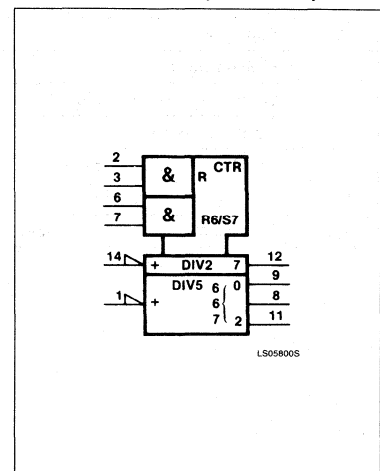 2
3
6
7
& R CTR
& R6/S7
14 + DIV2 7 12
DIV5 6 0 9
1 + 6 8
7 2 11
LS05800S